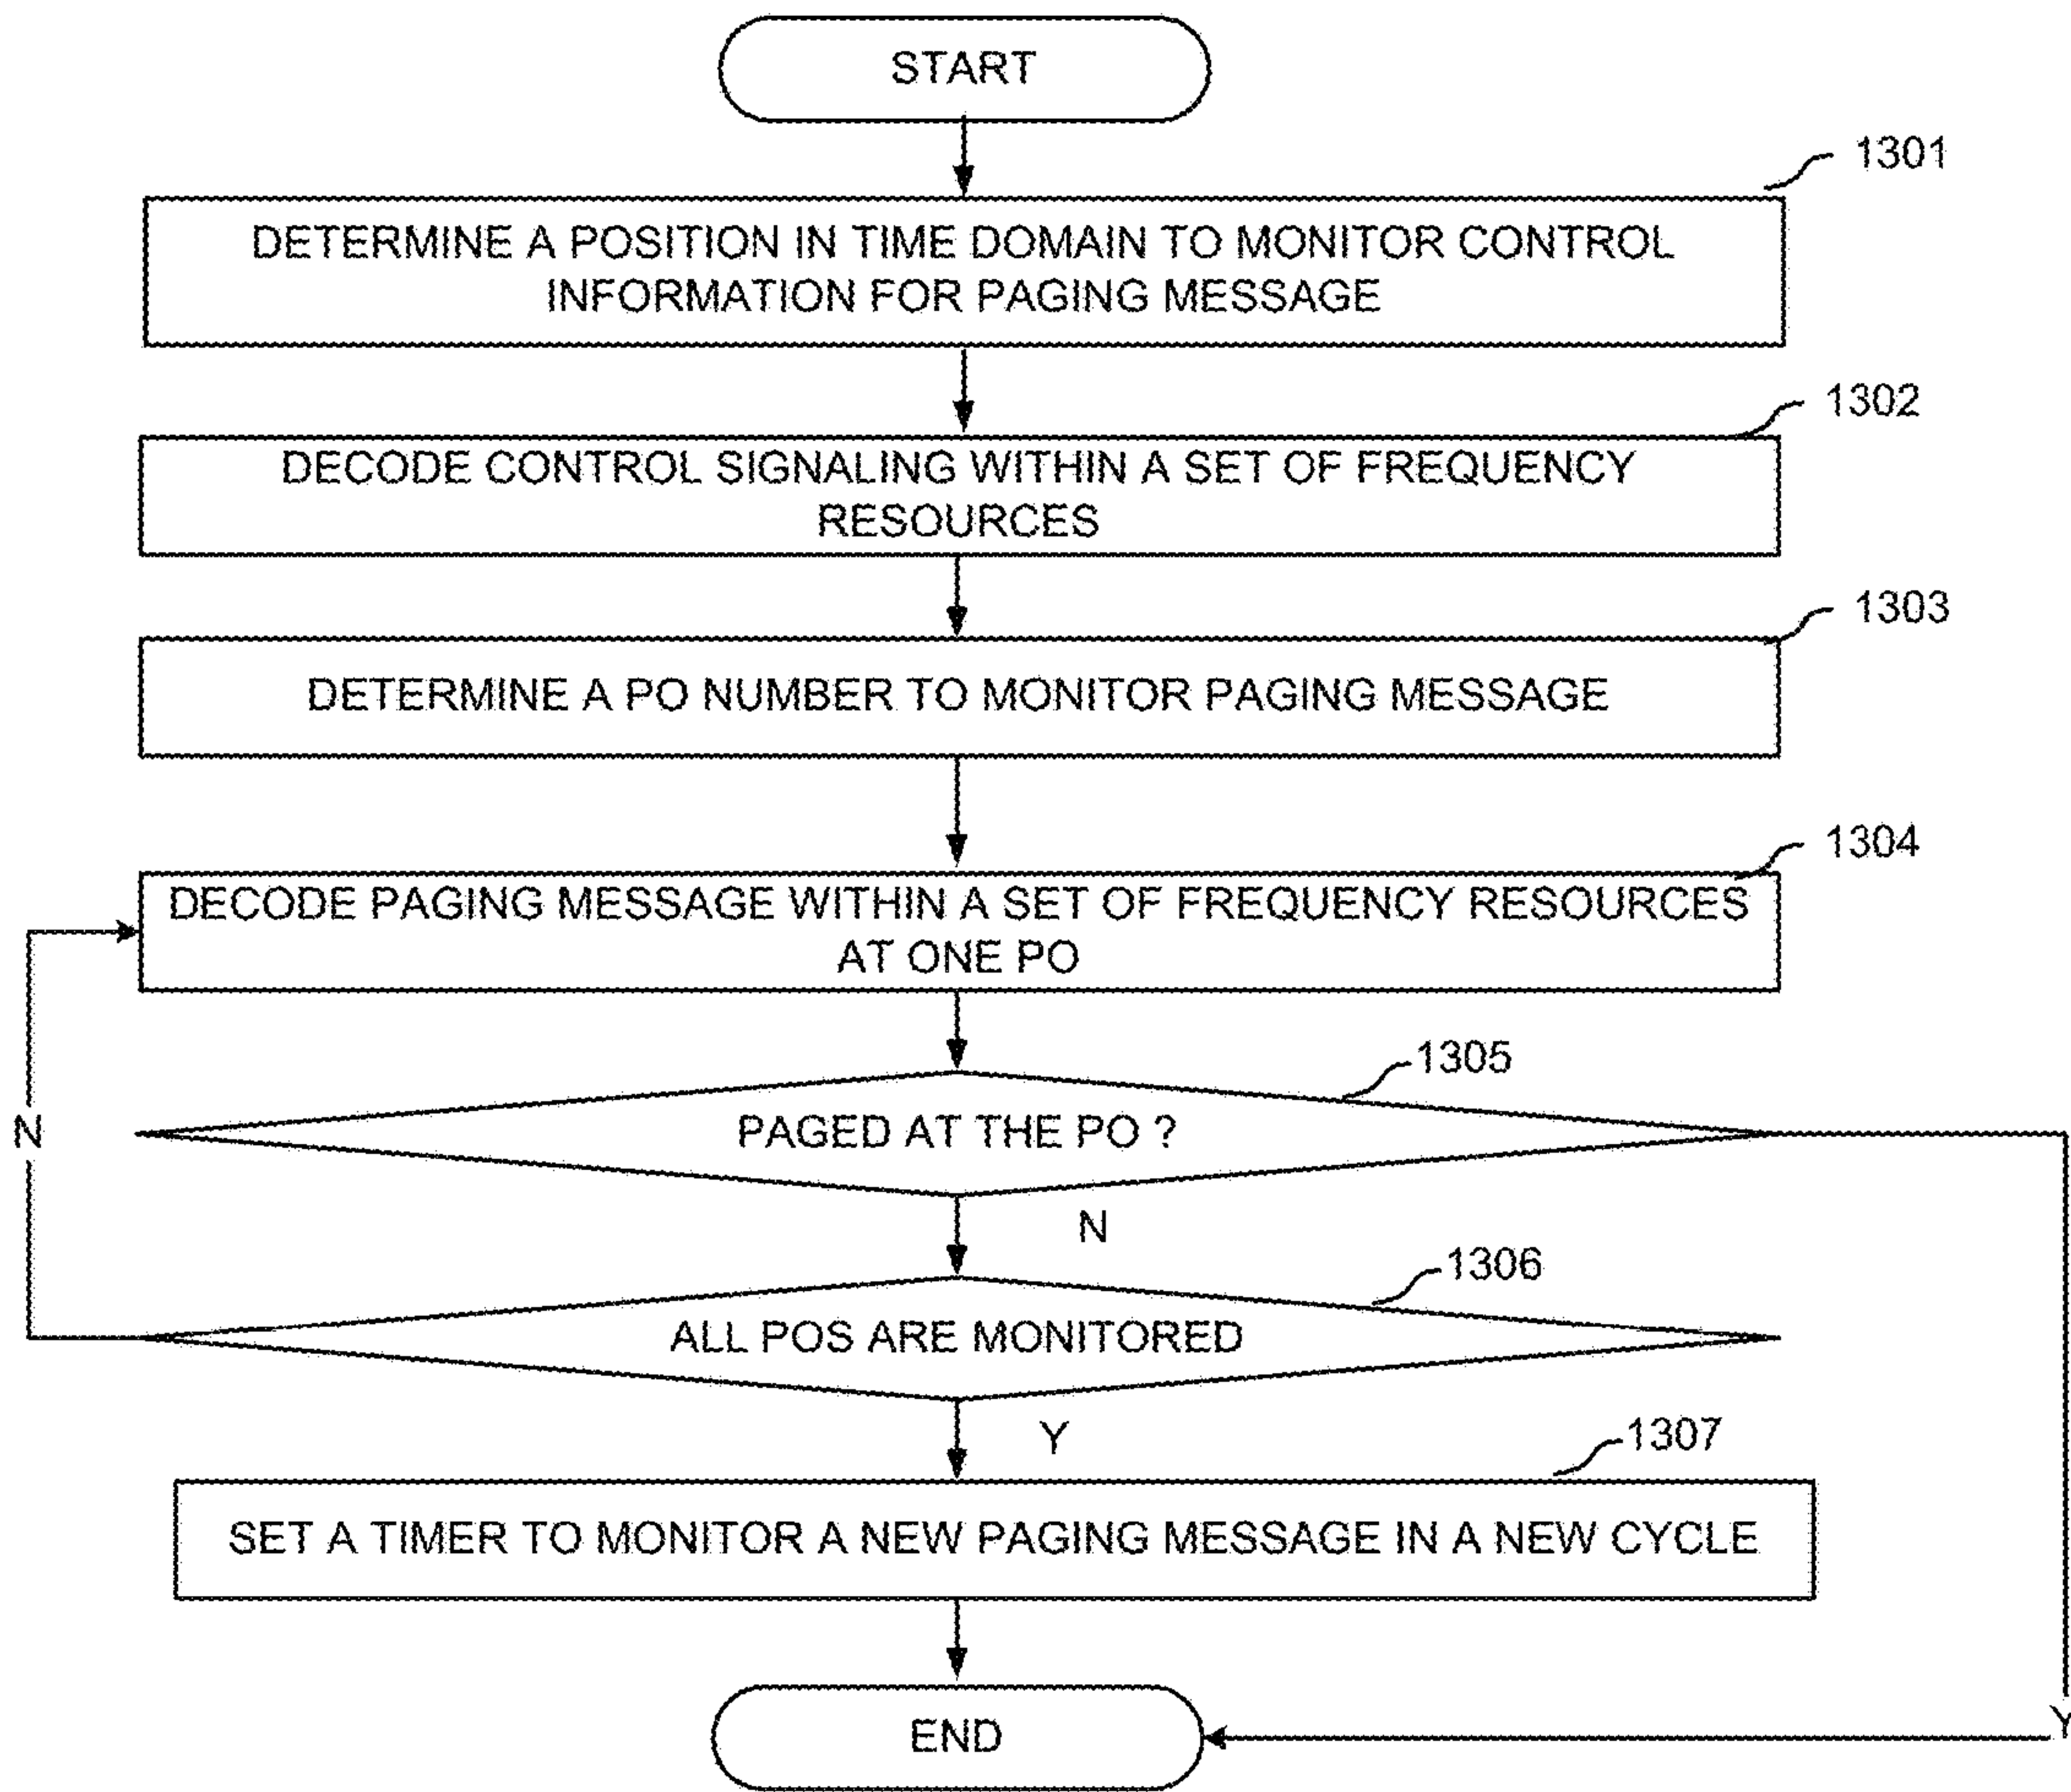 START
1301
DETERMINE A POSITION IN TIME DOMAIN TO MONITOR CONTROL
INFORMATION FOR PAGING MESSAGE
1302
DECODE CONTROL SIGNALING WITHIN A SET OF FREQUENCY
RESOURCES
1303
DETERMINE A PO NUMBER TO MONITOR PAGING MESSAGE
1304
DECODE PAGING MESSAGE WITHIN A SET OF FREQUENCY RESOURCES
AT ONE PO
1305
PAGED AT THE PO ?
N
N
1306
ALL POS ARE MONITORED
Y
1307
SET A TIMER TO MONITOR A NEW PAGING MESSAGE IN A NEW CYCLE
END
Y